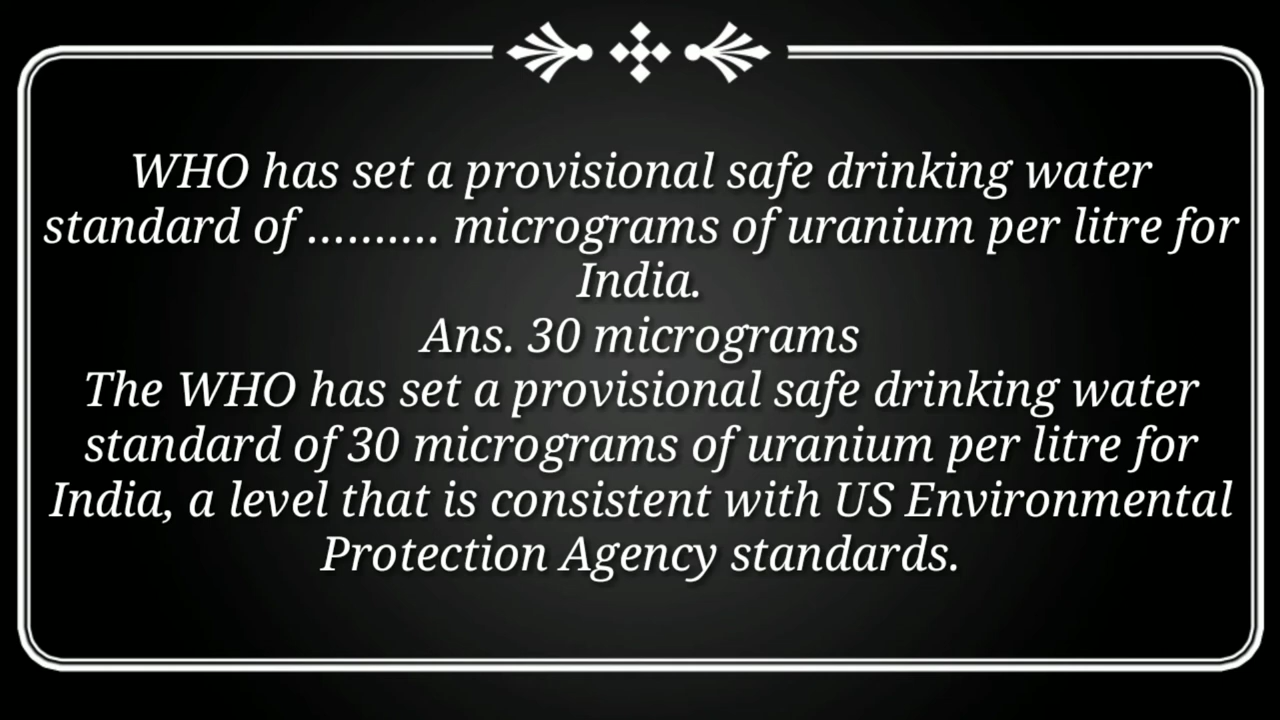 WHO has set a provisional safe drinking water
standard of .......... micrograms of uranium per litre for
India.
Ans. 30 micrograms
The WHO has set a provisional safe drinking water
standard of 30 micrograms of uranium per litre for
India, a level that is consistent with US Environmental
Protection Agency standards.